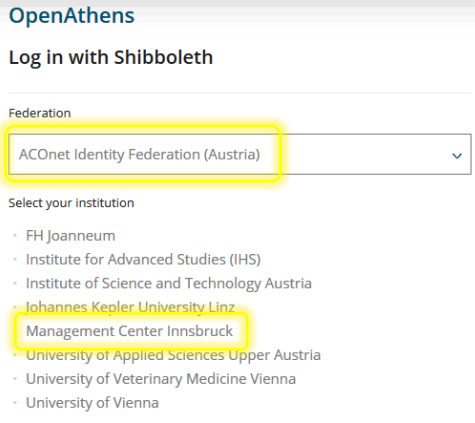 OpenAthens
Log in with Shibboleth
Federation
ACOnet Identity Federation (Austria)
Select your institution
FH Joanneum
Institute for Advanced Studies (IHS)
Institute of Science and Technology Austria
Johannes Kepler University Linz
Management Center Innsbruck
University of Applied Sciences Upper Austria
University of Veterinary Medicine Vienna
University of Vienna